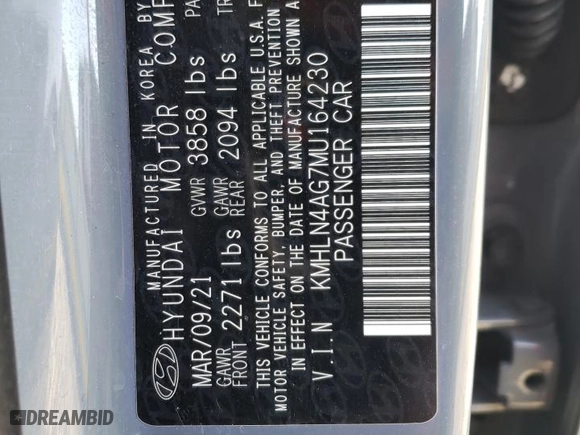 MANUFACTURED IN KOREA BY
HYUNDAI MOTOR COMP
MAR/09/21 GVWR 3858 lbs PA
GAWR FRONT 2271 lbs GAWR REAR 2094 lbs TR
THIS VEHICLE CONFORMS TO ALL APPLICABLE U.S.A. F
MOTOR VEHICLE SAFETY, BUMPER, AND THEFT PREVENTION
IN EFFECT ON THE DATE OF MANUFACTURE SHOWN A
V.I.N KMHLN4AG7MU164230
PASSENGER CAR
DREAMBID